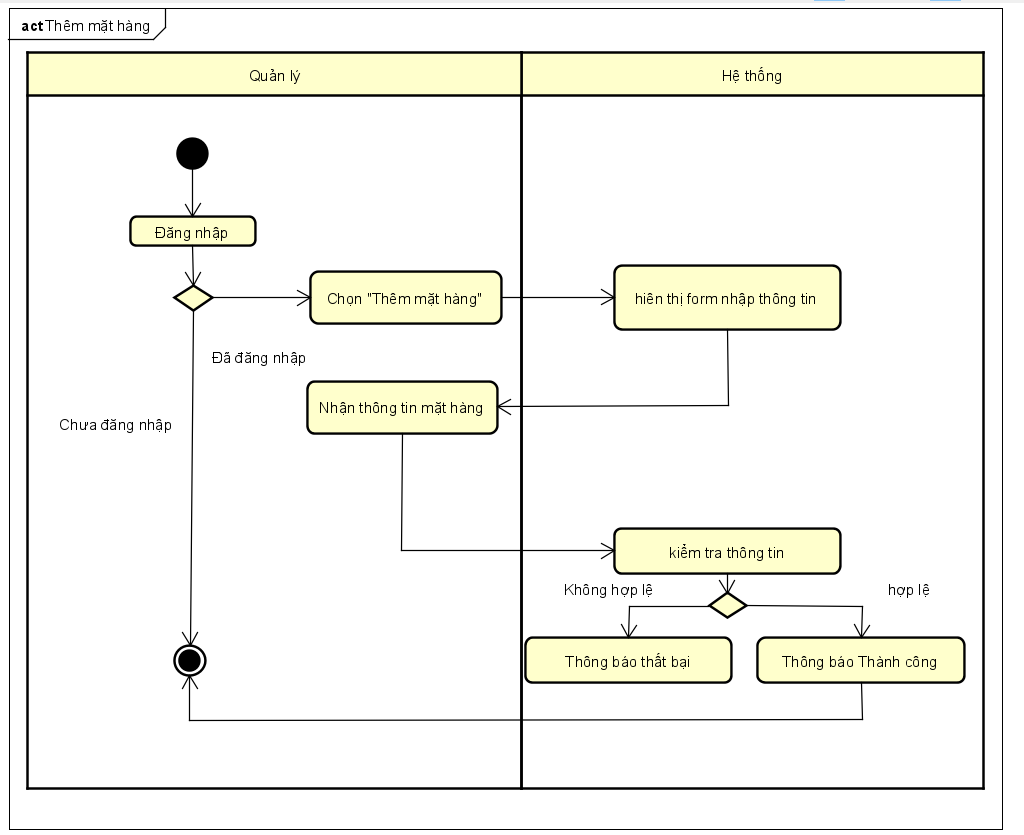 act Thêm mặt hàng
Quản lý
Hệ thống
Đăng nhập
Chọn "Thêm mặt hàng"
hiên thị form nhập thông tin
Đã đăng nhập
Nhận thông tin mặt hàng
Chưa đăng nhập
kiểm tra thông tin
Không hợp lệ
hợp lệ
Thông báo thất bại
Thông báo Thành công